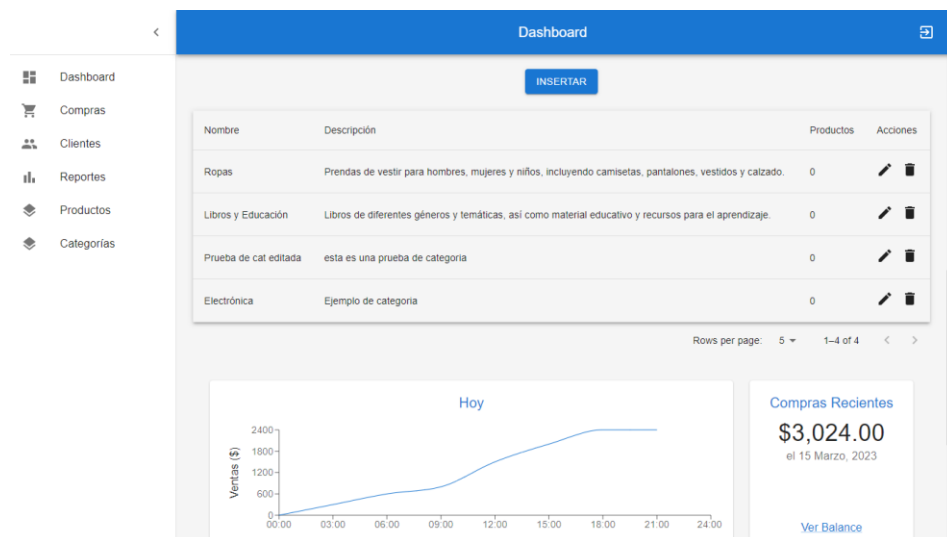 Dashboard
Dashboard
Compras
Clientes
Reportes
Productos
Categorías
INSERTAR
Nombre Descripción Productos Acciones
Ropas Prendas de vestir para hombres, mujeres y niños, incluyendo camisetas, pantalones, vestidos y calzado. 0
Libros y Educación Libros de diferentes géneros y temáticas, así como material educativo y recursos para el aprendizaje. 0
Prueba de cat editada esta es una prueba de categoria 0
Electrónica Ejemplo de categoria 0
Rows per page: 5 1–4 of 4
Hoy
2400
1800
1200
600
0
Ventas ($)
00:00 03:00 06:00 09:00 12:00 15:00 18:00 21:00 24:00
Compras Recientes
$3,024.00
el 15 Marzo, 2023
Ver Balance